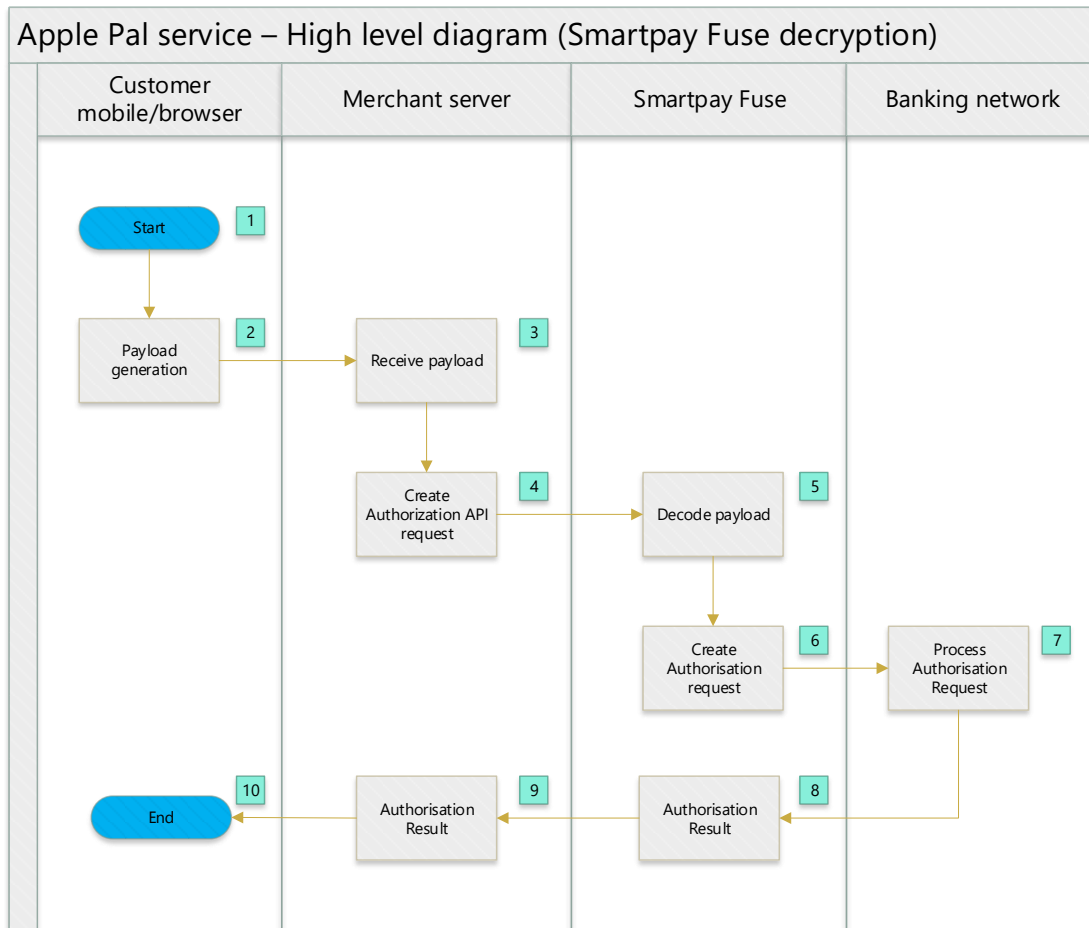 Apple Pal service – High level diagram (Smartpay Fuse decryption)
Customer
mobile/browser
Merchant server
Smartpay Fuse
Banking network
Start
1
Payload
generation
2
Receive payload
3
Create
Authorization API
request
4
Decode payload
5
Create
Authorisation
request
6
Process
Authorisation
Request
7
Authorisation
Result
8
Authorisation
Result
9
End
10